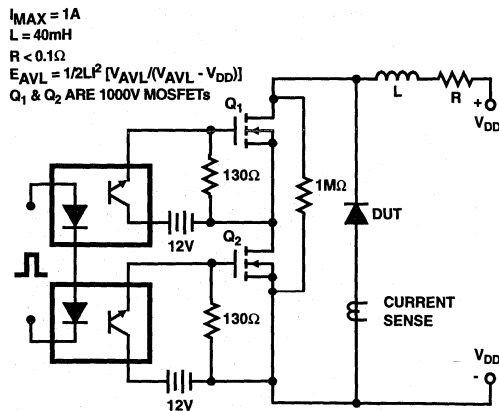 IMAX = 1A
L = 40mH
R < 0.1Ω
EAVL = 1/2LI² [VAVL/(VAVL - VDD)]
Q1 & Q2 ARE 1000V MOSFETs
Q1
L
R
+
VDD
130Ω
1MΩ
DUT
12V
Q2
130Ω
CURRENT
SENSE
VDD
-
12V